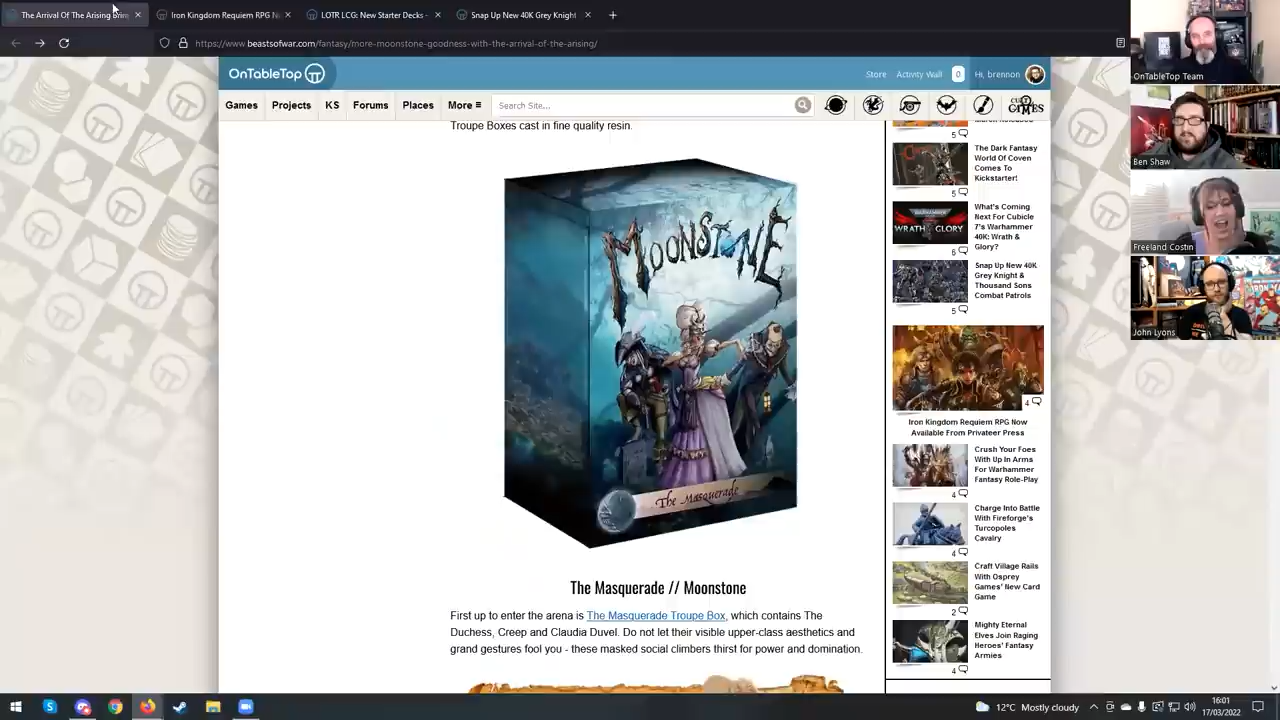 The Arrival Of The Arising
Iron Kingdom Requiem RPG N
LOTR LCG New Starter Decks
Snap Up New 40K Grey Knight
https://www.beastsofwar.com/fantasy/more-moonstone
as-with-the-arrival-of-the-arising/
OnTableTop
Store
Activity Wall
0
Hi, brennon
Games
Projects
KS
Forums
Places
More ≡
Search Site...
GAMES
Troupe Boxes cast in fine quality resin.
MOONSTONE
The Masquerade
The Masquerade // Moonstone
First up to enter the arena is The Masquerade Troupe Box, which contains The
Duchess, Creep and Claudia Duvel. Do not let their visible upper-class aesthetics and
grand gestures fool you - these masked social climbers thirst for power and domination.
5
The Dark Fantasy
World Of Coven
Comes To
Kickstarter!
5
WRATH & GLORY
What's Coming
Next For Cubicle
7's Warhammer
40K: Wrath &
Glory?
6
Snap Up New 40K
Grey Knight &
Thousand Sons
Combat Patrols
5
4
Iron Kingdom Requiem RPG Now
Available From Privateer Press
Crush Your Foes
With Up In Arms
For Warhammer
Fantasy Role-Play
4
Charge Into Battle
With Fireforge's
Turcopoles
Cavalry
4
Craft Village Rails
With Osprey
Games' New Card
Game
2
Mighty Eternal
Elves Join Raging
Heroes' Fantasy
Armies
4
OnTableTop Team
Ben Shaw
Freeland Costin
John Lyons
12°C Mostly cloudy
16:01
17/03/2022